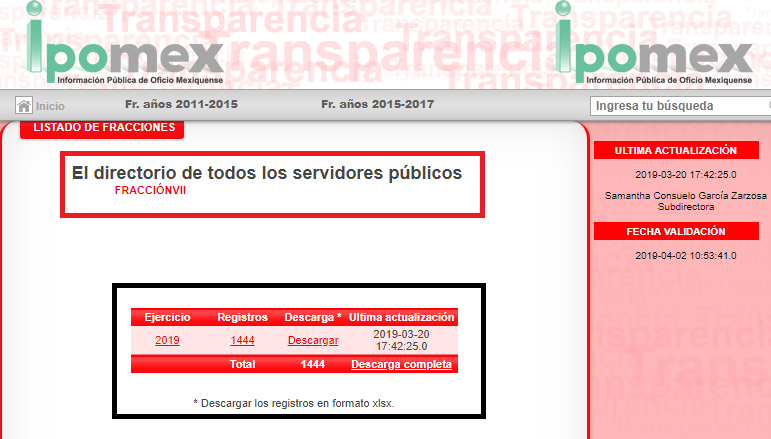 ipomex
Información Pública de Oficio Mexiquense
ipomex
Información Pública de Oficio Mexiquense
Inicio
Fr. años 2011-2015
Fr. años 2015-2017
Ingresa tu búsqueda
LISTADO DE FRACCIONES
El directorio de todos los servidores públicos
FRACCIÓNVII
ULTIMA ACTUALIZACIÓN
2019-03-20 17:42:25.0
Samantha Consuelo García Zarzosa
Subdirectora
FECHA VALIDACIÓN
2019-04-02 10:53:41.0
Ejercicio Registros Descarga * Ultima actualización
2019 1444 Descargar 2019-03-20
17:42:25.0
Total 1444 Descarga completa
* Descargar los registros en formato xlsx.